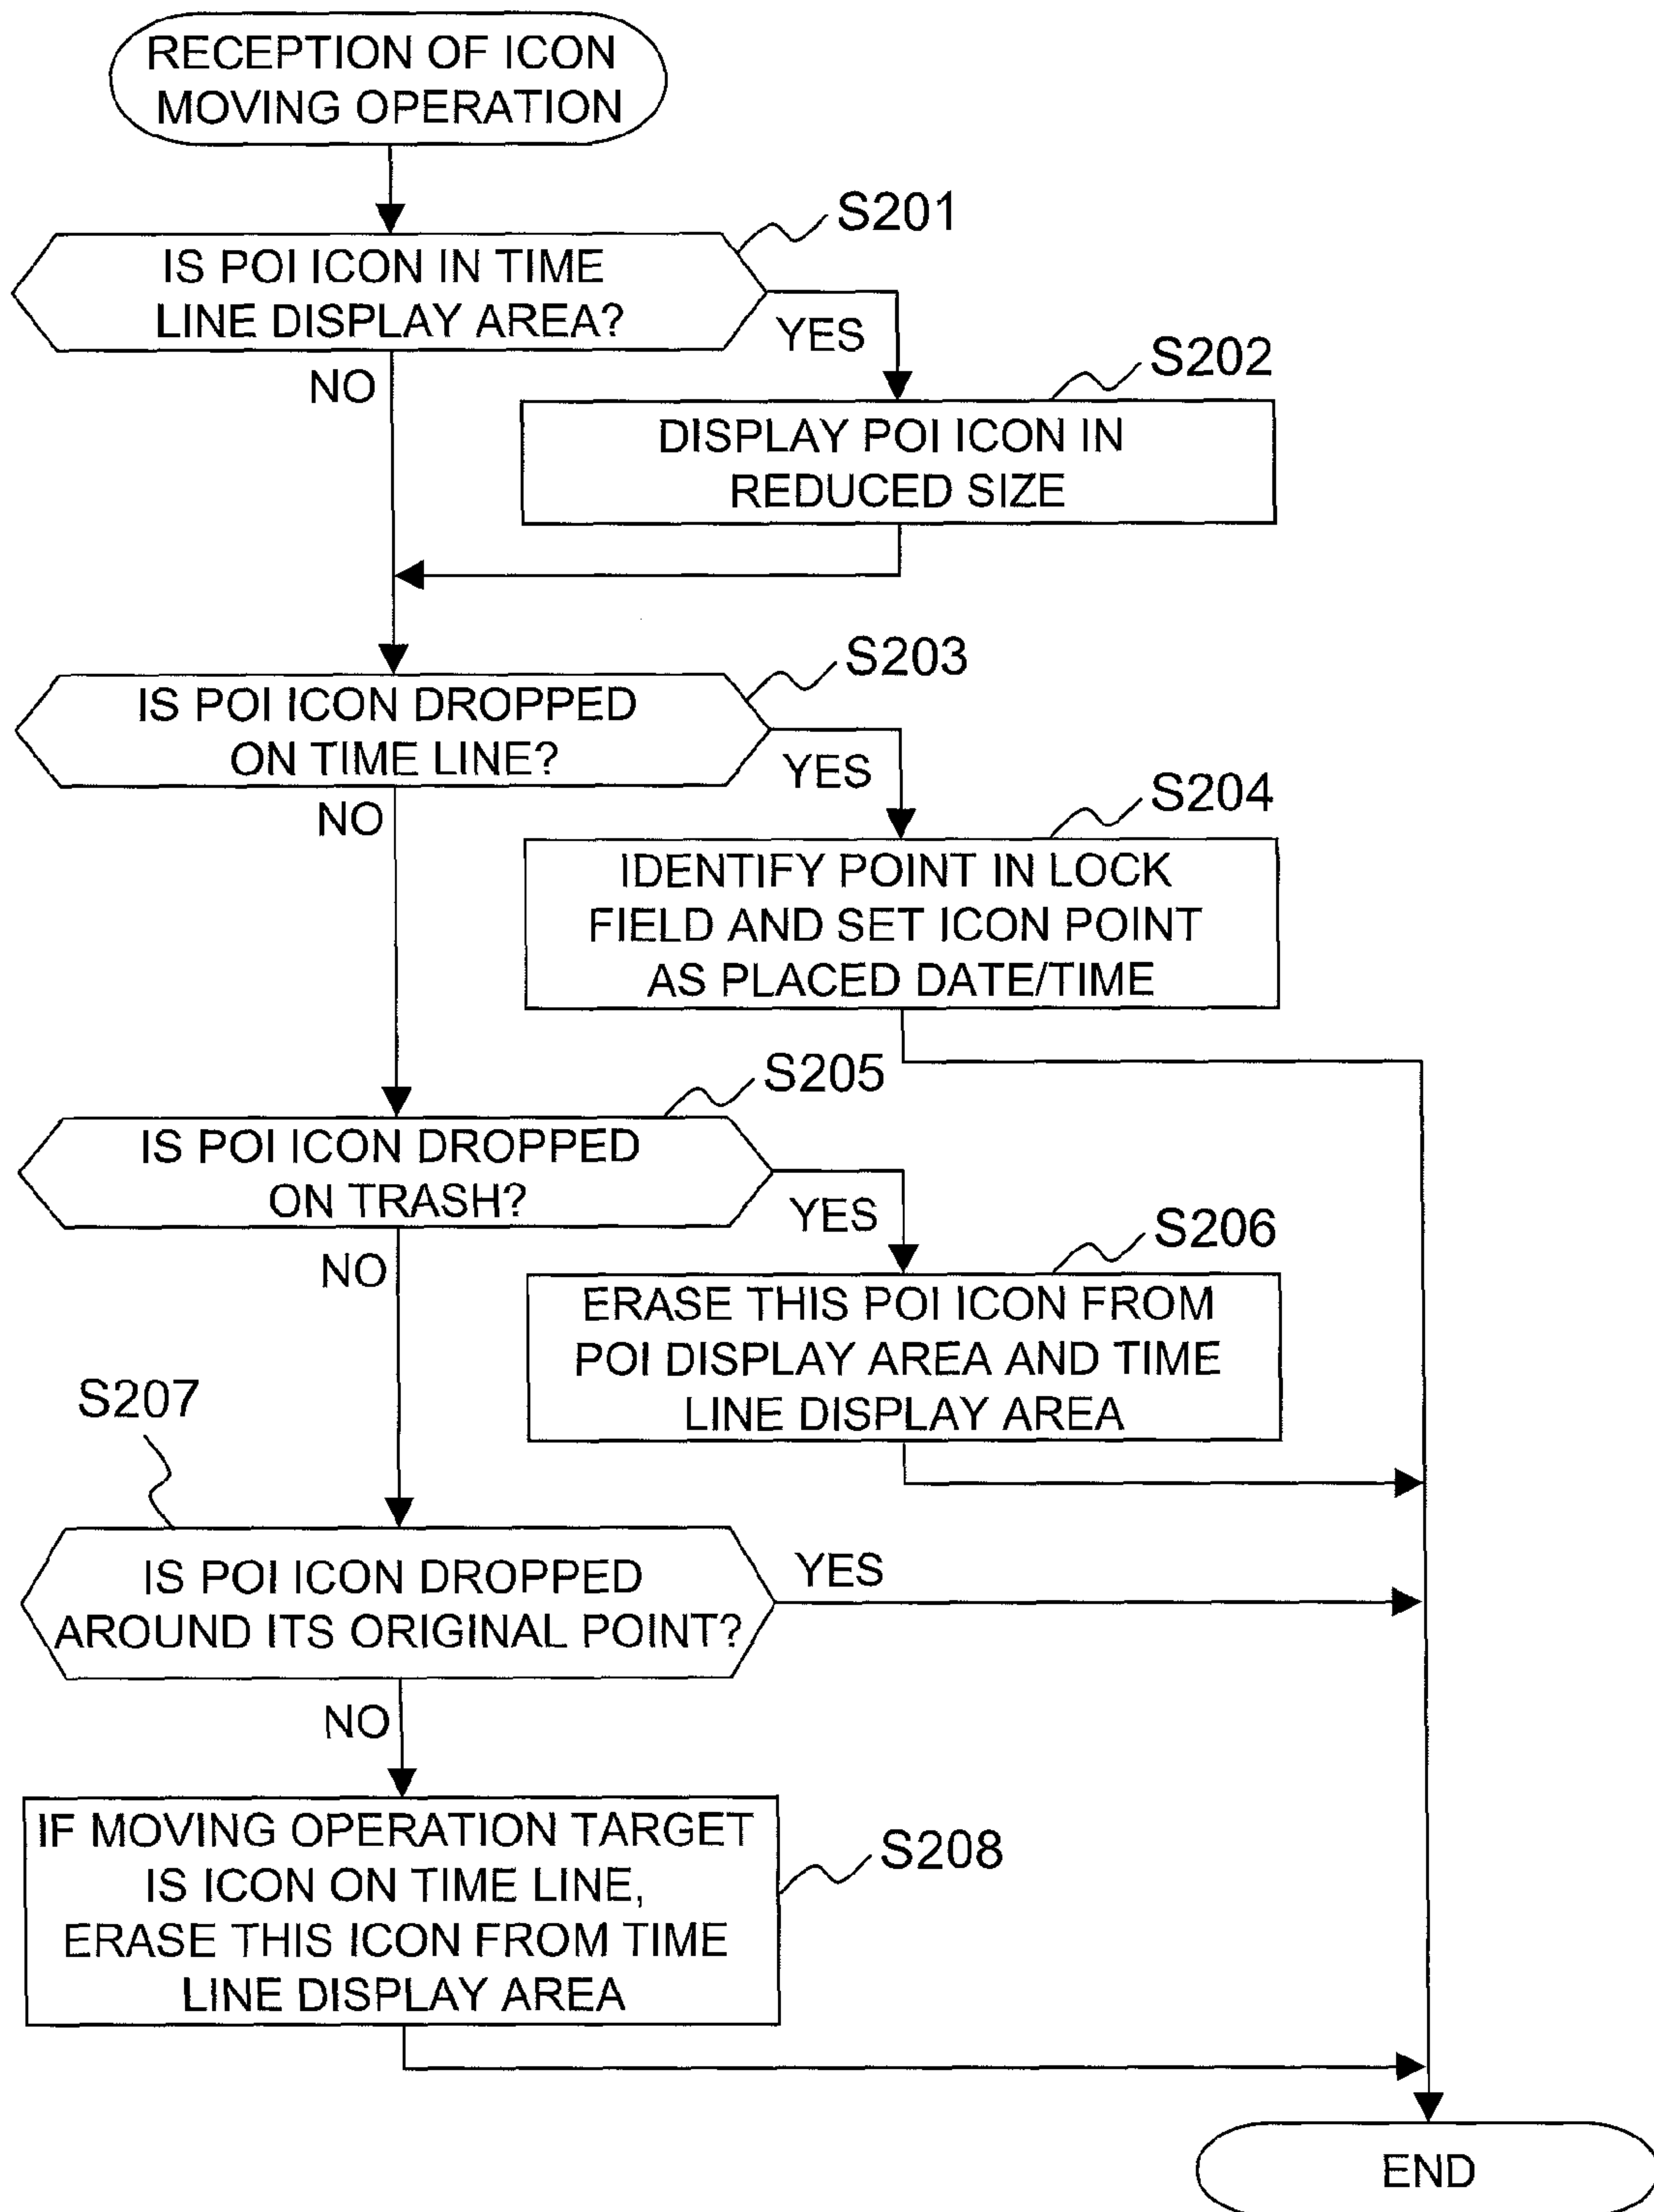 RECEPTION OF ICON
MOVING OPERATION
S201
IS POI ICON IN TIME
LINE DISPLAY AREA?
YES
NO
S202
DISPLAY POI ICON IN
REDUCED SIZE
S203
IS POI ICON DROPPED
ON TIME LINE?
YES
NO
S204
IDENTIFY POINT IN LOCK
FIELD AND SET ICON POINT
AS PLACED DATE/TIME
S205
IS POI ICON DROPPED
ON TRASH?
YES
NO
S206
ERASE THIS POI ICON FROM
POI DISPLAY AREA AND TIME
LINE DISPLAY AREA
S207
IS POI ICON DROPPED
AROUND ITS ORIGINAL POINT?
YES
NO
IF MOVING OPERATION TARGET
IS ICON ON TIME LINE,
ERASE THIS ICON FROM TIME
LINE DISPLAY AREA
S208
END